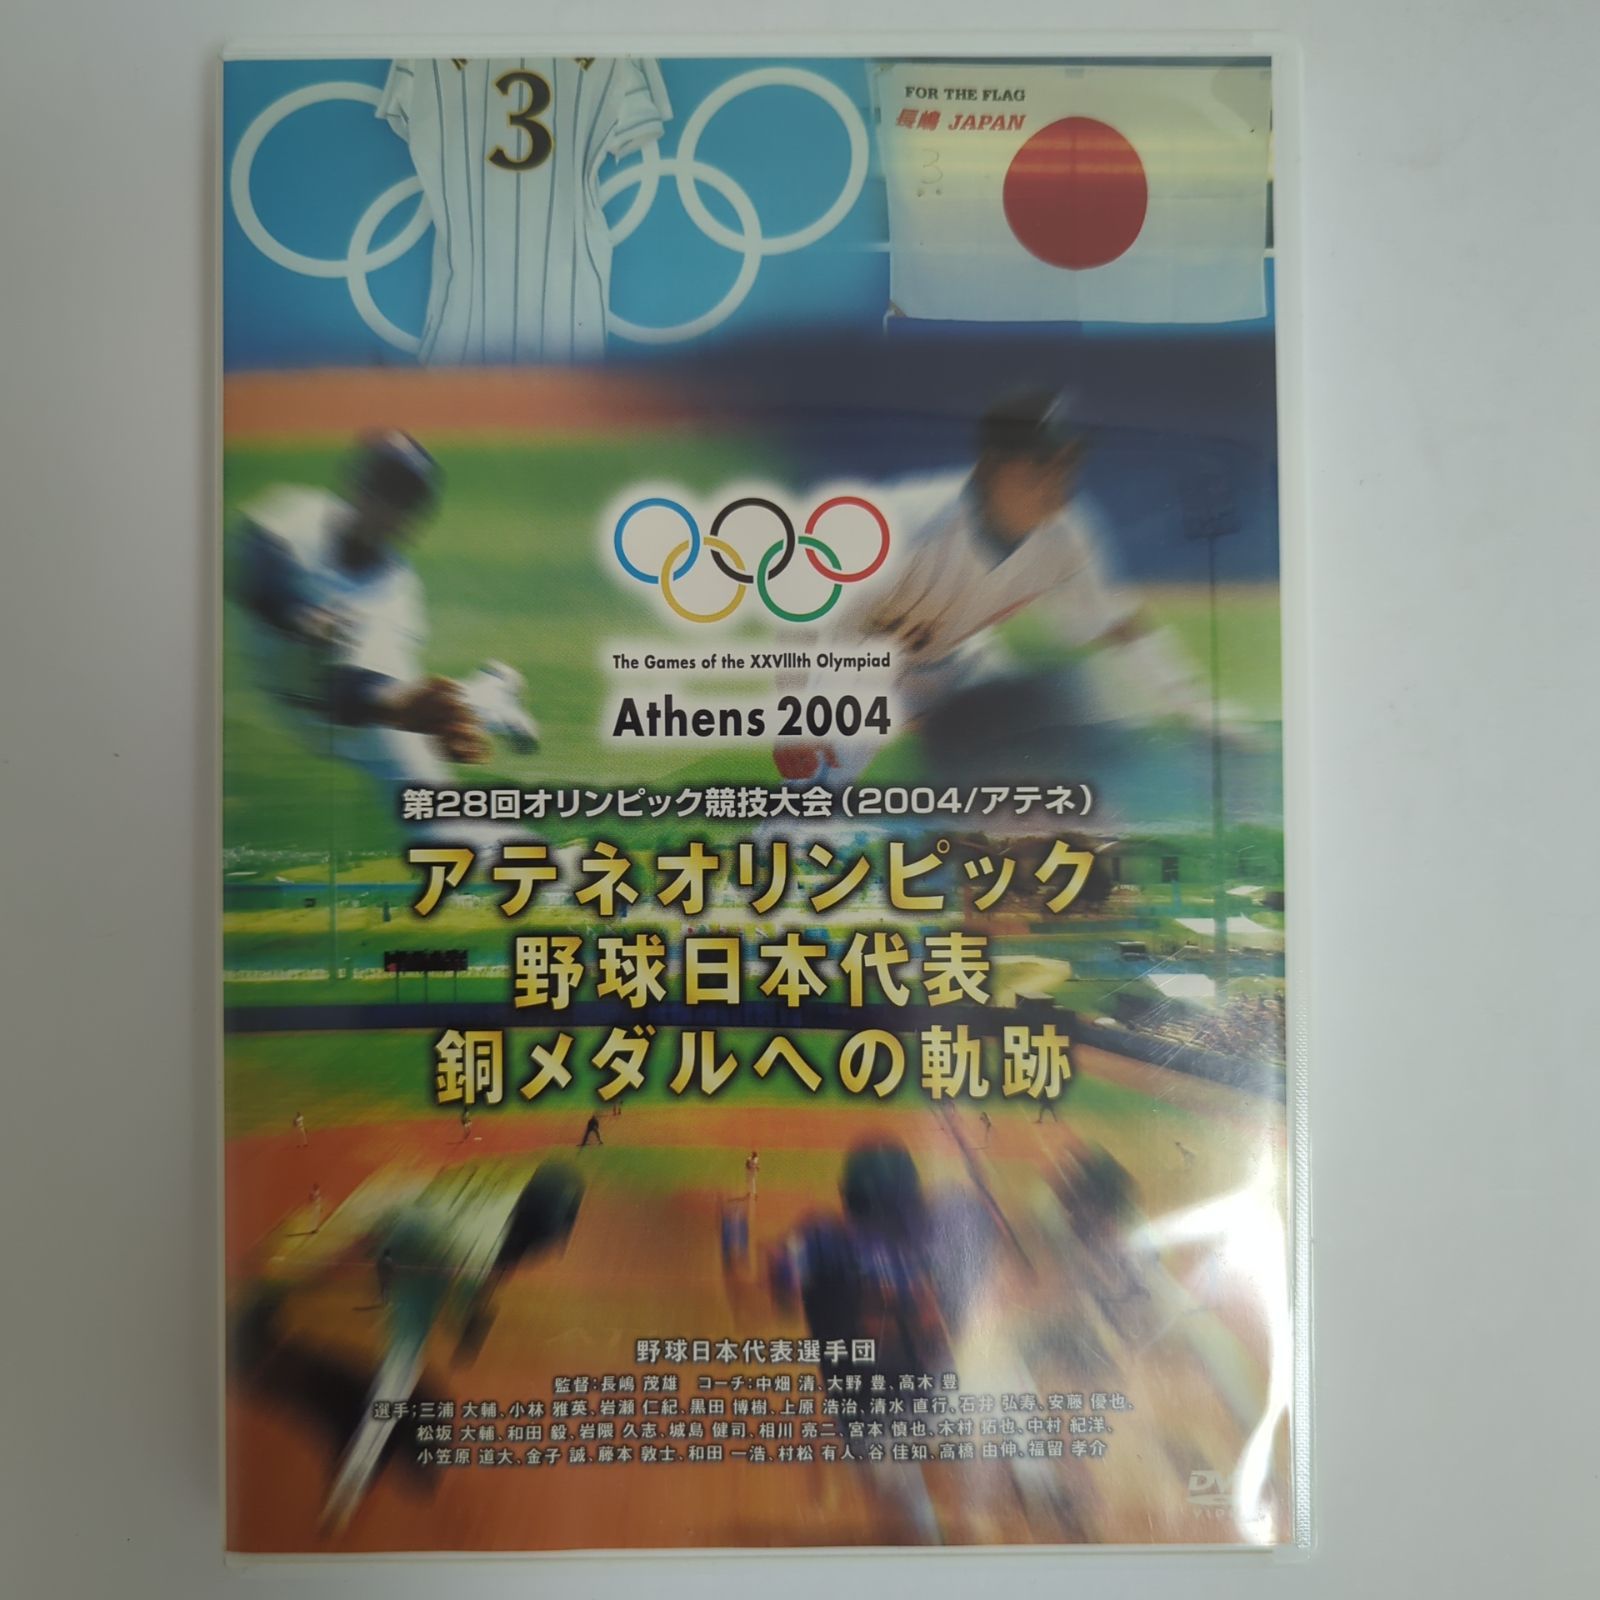 3
FOR THE FLAG
長嶋 JAPAN
3
The Games of the XXVIIIth Olympiad
Athens 2004
第28回オリンピック競技大会(2004/アテネ)
アテネオリンピック
野球日本代表
銅メダルへの軌跡
野球日本代表選手団
監督:長嶋 茂雄 コーチ:中畑 清、大野 豊、高木 豊
選手;三浦 大輔、小林 雅英、岩瀬 仁紀、黒田 博樹、上原 浩治、清水 直行、石井 弘寿、安藤 優也、
松坂 大輔、和田 毅、岩隈 久志、城島 健司、相川 亮二、宮本 慎也、木村 拓也、中村 紀洋、
小笠原 道大、金子 誠、藤本 敦士、和田 一浩、村松 有人、谷 佳知、高橋 由伸、福留 孝介
DVD
VIDEO